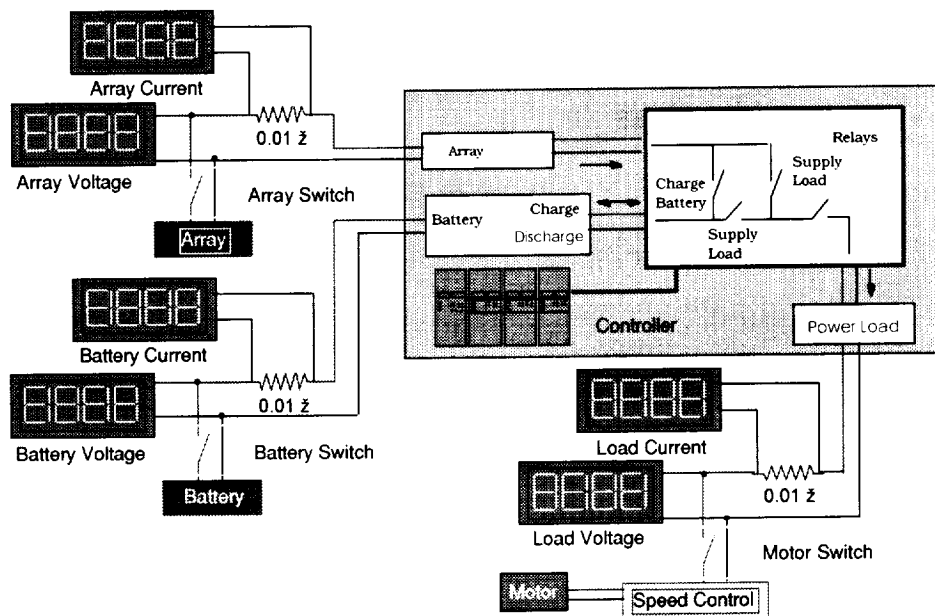 Array Current
0.01 ž
Array Voltage
Array Switch
Array
Battery Current
0.01 ž
Battery Voltage
Battery Switch
Battery
Array
Battery
Charge
Discharge
Relays
Supply
Load
Charge
Battery
Supply
Load
Controller
Power Load
Load Current
0.01 ž
Load Voltage
Motor Switch
Motor
Speed Control